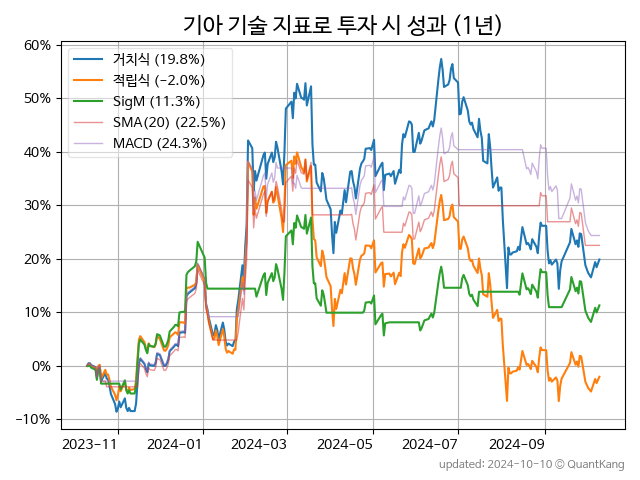 기아 기술 지표로 투자 시 성과 (1년)
60%
50%
40%
30%
20%
10%
0%
−10%
거치식 (19.8%)
적립식 (−2.0%)
SigM (11.3%)
SMA(20) (22.5%)
MACD (24.3%)
2023−11 2024−01 2024−03 2024−05 2024−07 2024−09
updated: 2024-10-10 © QuantKang